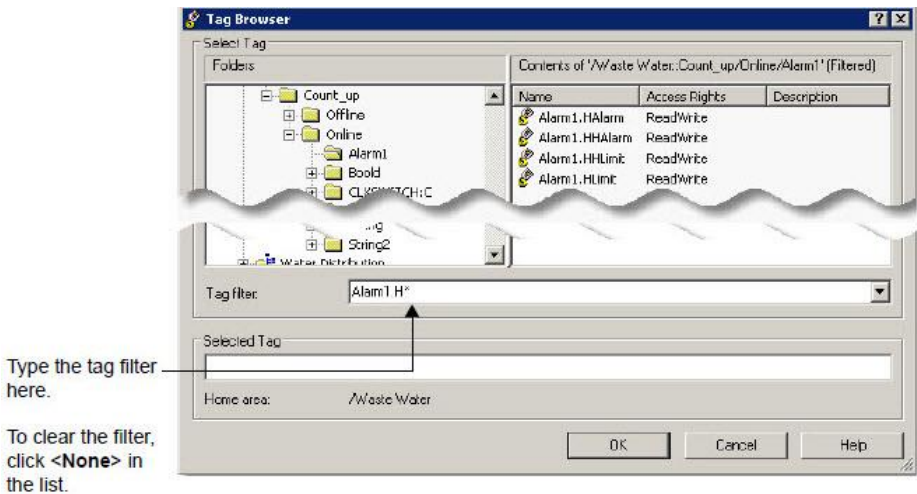 Tag Browser
Select Tag
Folders
Contents of '/Waste Water::Count_up/Online/Alarm1' (Filtered)
Count_up
Offline
Online
Alarm1
Boold
String2
Water Distribution
Name Access Rights Description
Alarm1.HAlarm ReadWrite
Alarm1.HHAlarm ReadWrite
Alarm1.HHLimit ReadWrite
Alarm1.HLimit ReadWrite
Tag filter: Alarm1.H*
Selected Tag
Home area: /Waste Water
OK Cancel Help
Type the tag filter
here.
To clear the filter,
click <None> in
the list.